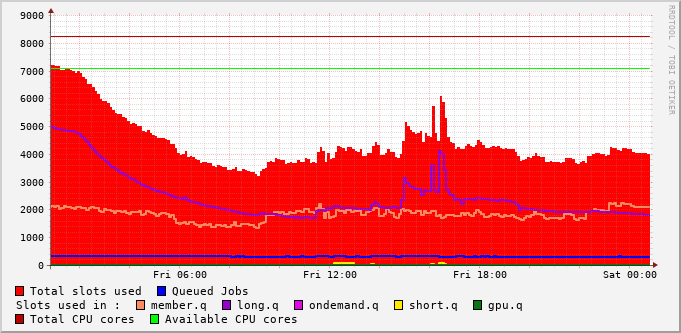 9000
8000
7000
6000
5000
4000
3000
2000
1000
0
Fri 06:00 Fri 12:00 Fri 18:00 Sat 00:00
RRDTOOL / TOBI OETIKER
Total slots used Queued Jobs
Slots used in : member.q long.q ondemand.q short.q gpu.q
Total CPU cores Available CPU cores